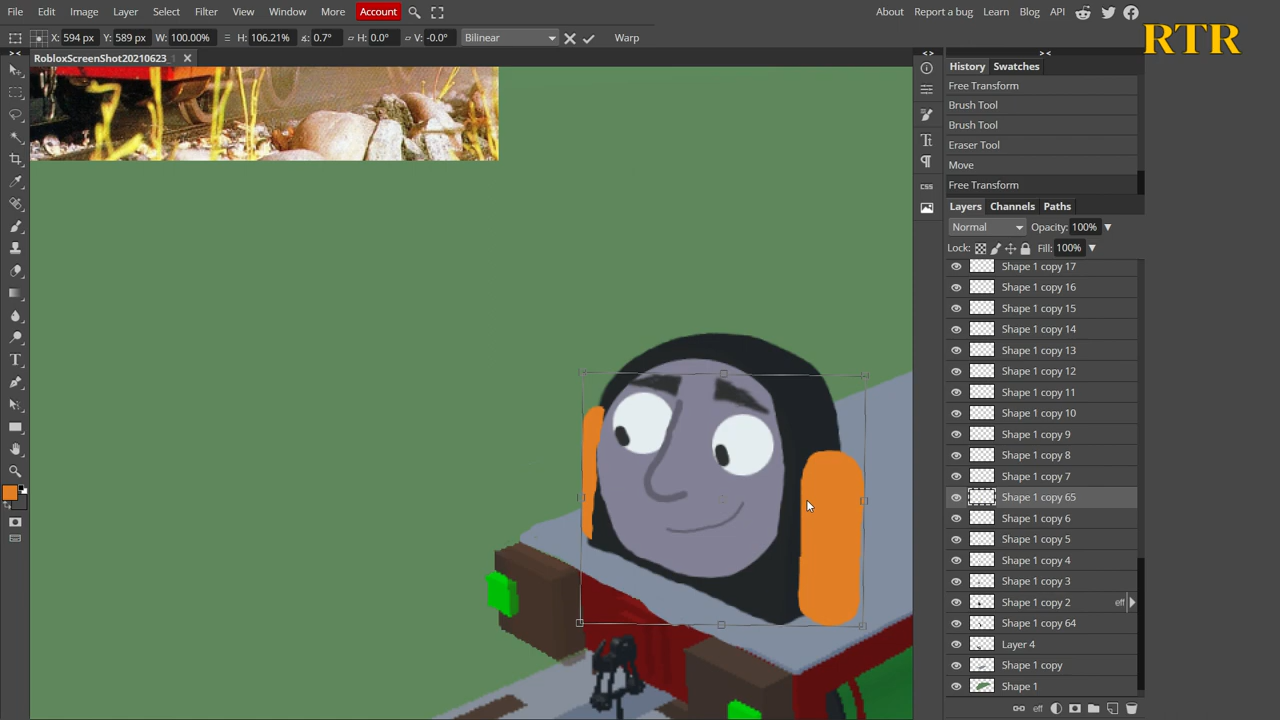 File Edit Image Layer Select Filter View Window More Account About Report a bug Learn Blog API
X: 594 px Y: 589 px W: 100.00% H: 106.21% ∡: 0.7° H: 0.0° V: -0.0° Bilinear Warp
RTR
RobloxScreenShot20210623_1
History Swatches
Free Transform
Brush Tool
Brush Tool
Eraser Tool
Move
Free Transform
Layers Channels Paths
Normal Opacity: 100%
Lock: Fill: 100%
Shape 1 copy 17
Shape 1 copy 16
Shape 1 copy 15
Shape 1 copy 14
Shape 1 copy 13
Shape 1 copy 12
Shape 1 copy 11
Shape 1 copy 10
Shape 1 copy 9
Shape 1 copy 8
Shape 1 copy 7
Shape 1 copy 65
Shape 1 copy 6
Shape 1 copy 5
Shape 1 copy 4
Shape 1 copy 3
Shape 1 copy 2 eff
Shape 1 copy 64
Layer 4
Shape 1 copy
Shape 1
css
eff